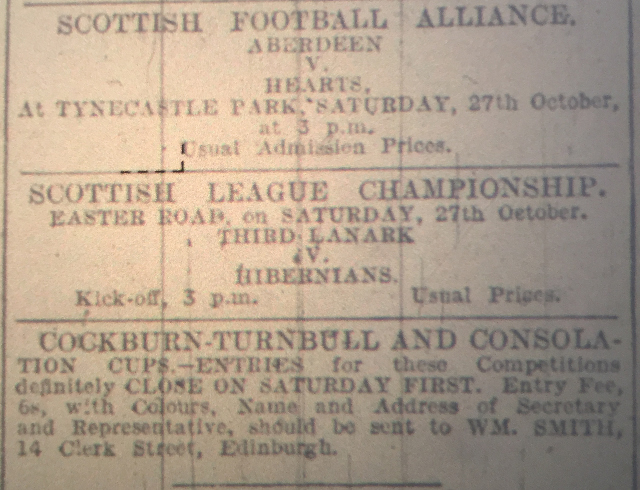 SCOTTISH FOOTBALL ALLIANCE.
ABERDEEN
V.
HEARTS,
At TYNECASTLE PARK, SATURDAY, 27th October,
at 3 p.m.
Usual Admission Prices.
SCOTTISH LEAGUE CHAMPIONSHIP.
EASTER ROAD, on SATURDAY, 27th October.
THIRD LANARK
V.
HIBERNIANS.
Kick-off, 3 p.m. Usual Prices.
COCKBURN-TURNBULL AND CONSOLA-
TION CUPS.—ENTRIES for these Competitions
definitely CLOSE ON SATURDAY FIRST. Entry Fee,
6s, with Colours, Name and Address of Secretary
and Representative, should be sent to WM. SMITH,
14 Clerk Street, Edinburgh.